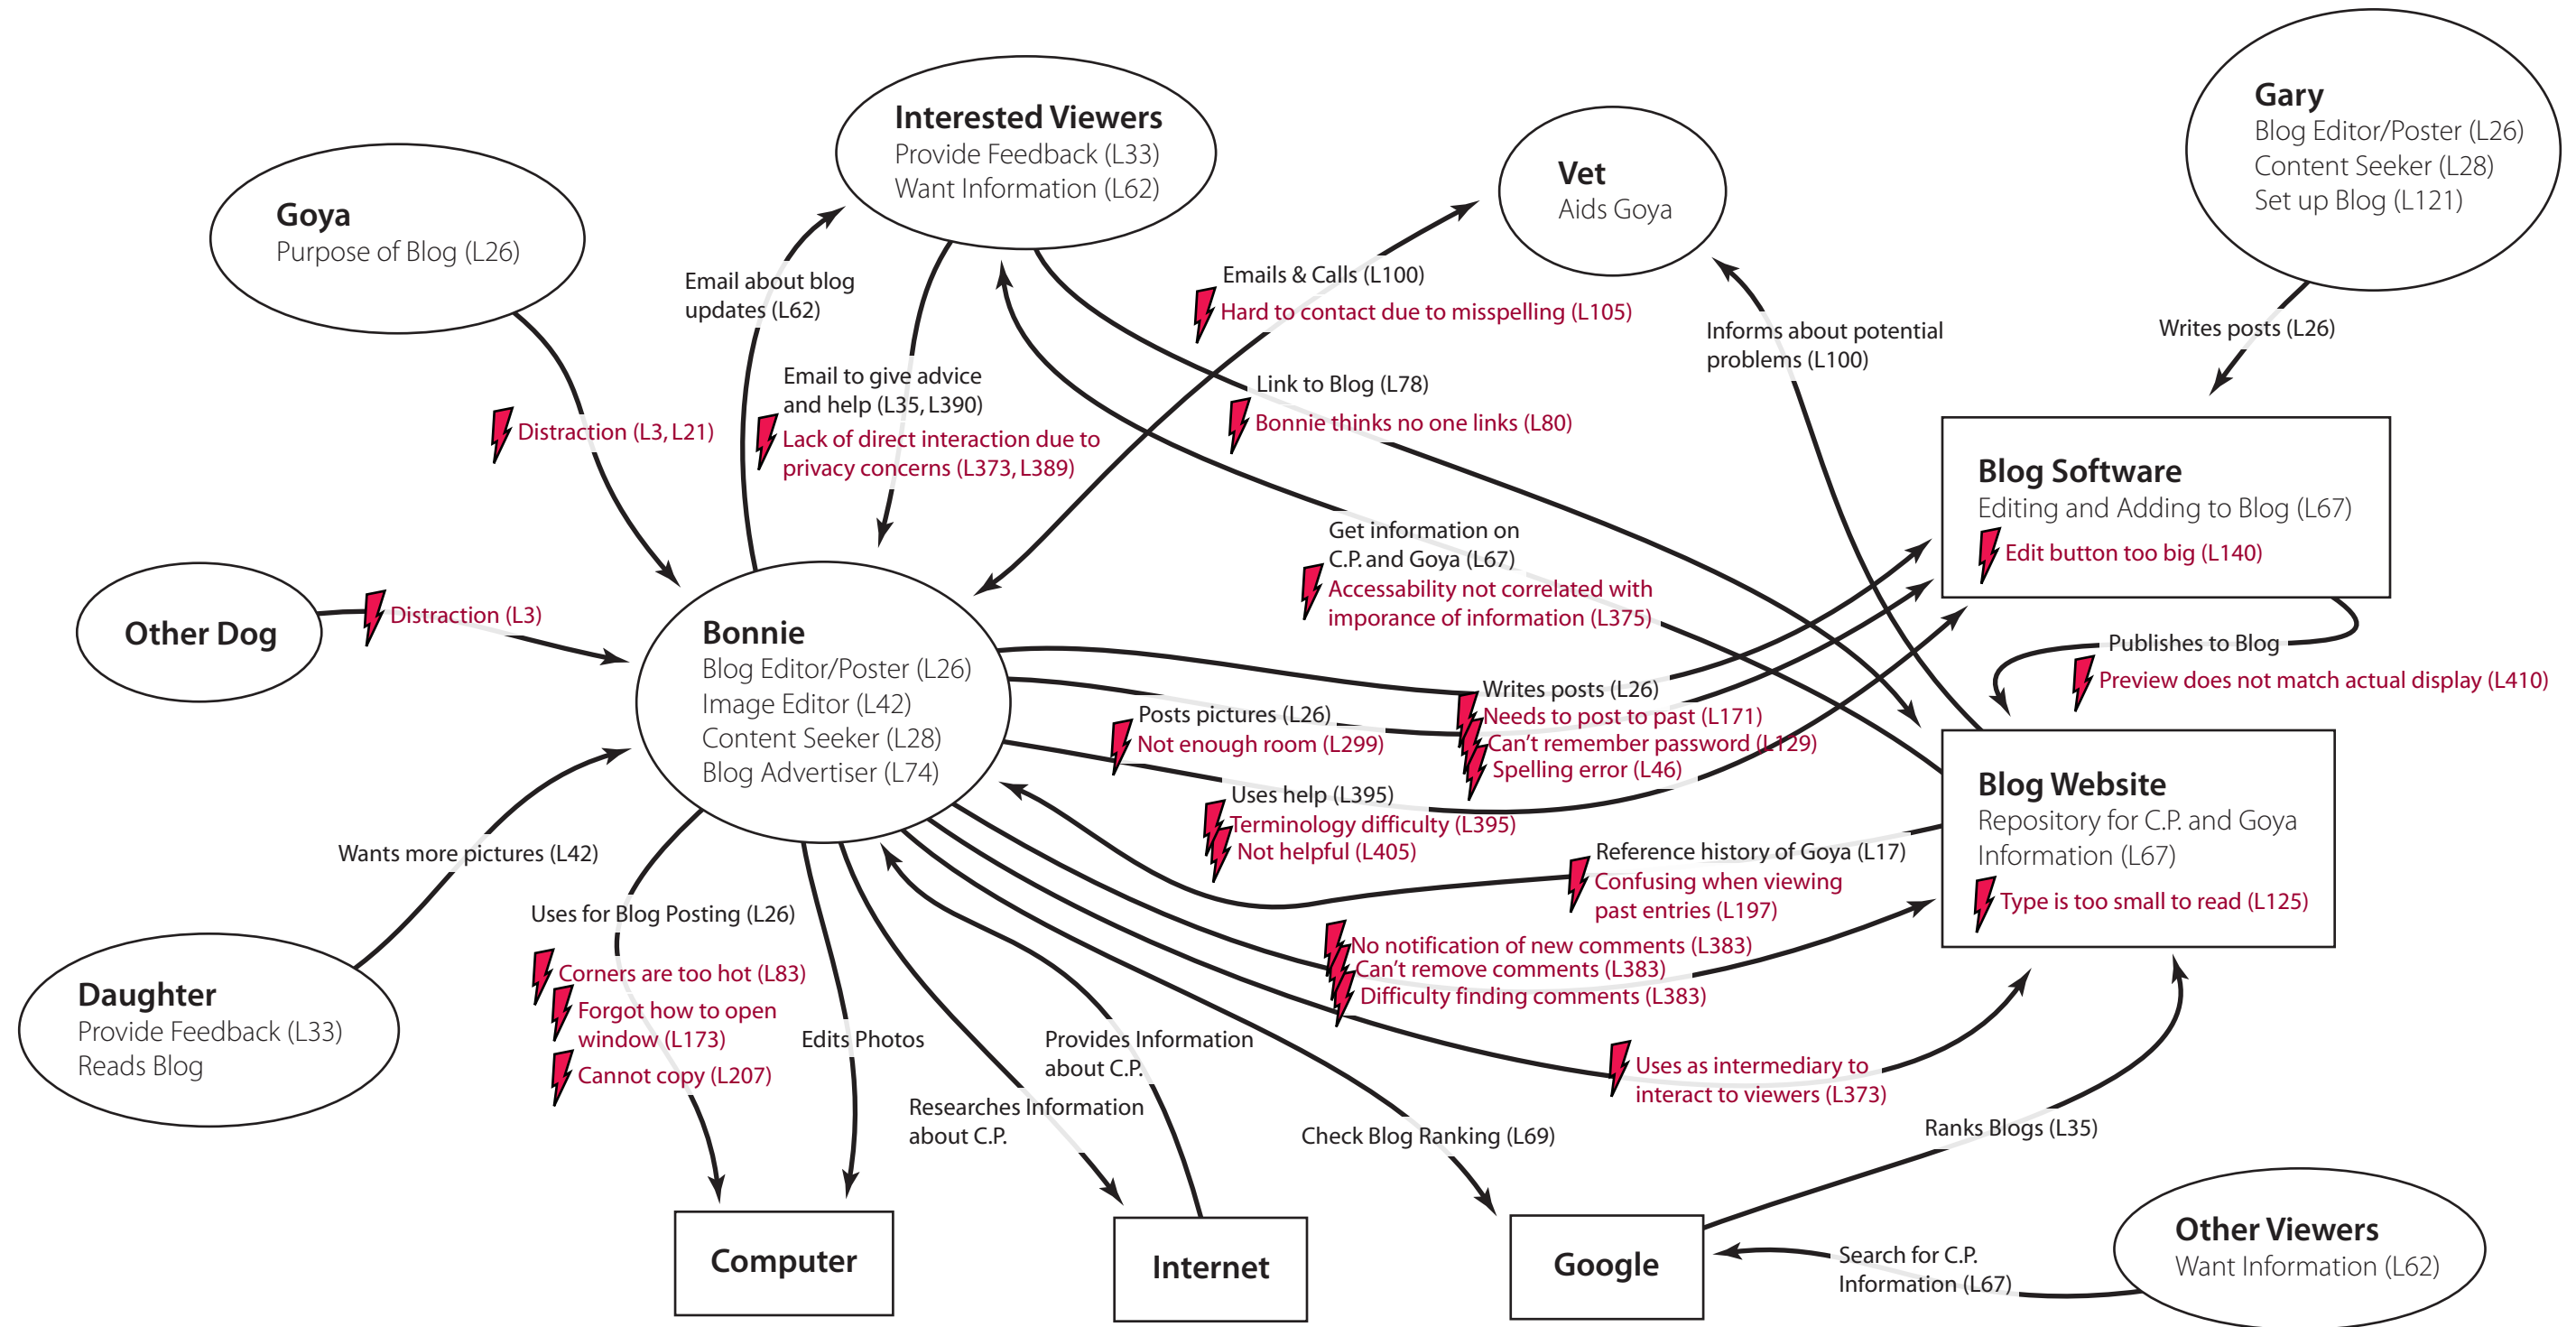 Gary
Blog Editor/Poster (L26)
Content Seeker (L28)
Set up Blog (L121)
Interested Viewers
Provide Feedback (L33)
Want Information (L62)
Vet
Aids Goya
Goya
Purpose of Blog (L26)
Email about blog
updates (L62)
Emails & Calls (L100)
Hard to contact due to misspelling (L105)
Informs about potential
problems (L100)
Writes posts (L26)
Email to give advice
and help (L35, L390)
Lack of direct interaction due to
privacy concerns (L373, L389)
Link to Blog (L78)
Bonnie thinks no one links (L80)
Distraction (L3, L21)
Blog Software
Editing and Adding to Blog (L67)
Edit button too big (L140)
Get information on
C.P. and Goya (L67)
Accessability not correlated with
imporance of information (L375)
Other Dog
Distraction (L3)
Bonnie
Blog Editor/Poster (L26)
Image Editor (L42)
Content Seeker (L28)
Blog Advertiser (L74)
Publishes to Blog
Preview does not match actual display (L410)
Writes posts (L26)
Needs to post to past (L171)
Can't remember password (L129)
Spelling error (L46)
Posts pictures (L26)
Not enough room (L299)
Uses help (L395)
Terminology difficulty (L395)
Not helpful (L405)
Blog Website
Repository for C.P. and Goya
Information (L67)
Type is too small to read (L125)
Reference history of Goya (L17)
Confusing when viewing
past entries (L197)
Wants more pictures (L42)
Uses for Blog Posting (L26)
Corners are too hot (L83)
Forgot how to open
window (L173)
Cannot copy (L207)
No notification of new comments (L383)
Can't remove comments (L383)
Difficulty finding comments (L383)
Daughter
Provide Feedback (L33)
Reads Blog
Edits Photos
Provides Information
about C.P.
Researches Information
about C.P.
Uses as intermediary to
interact to viewers (L373)
Check Blog Ranking (L69)
Ranks Blogs (L35)
Computer
Internet
Google
Search for C.P.
Information (L67)
Other Viewers
Want Information (L62)